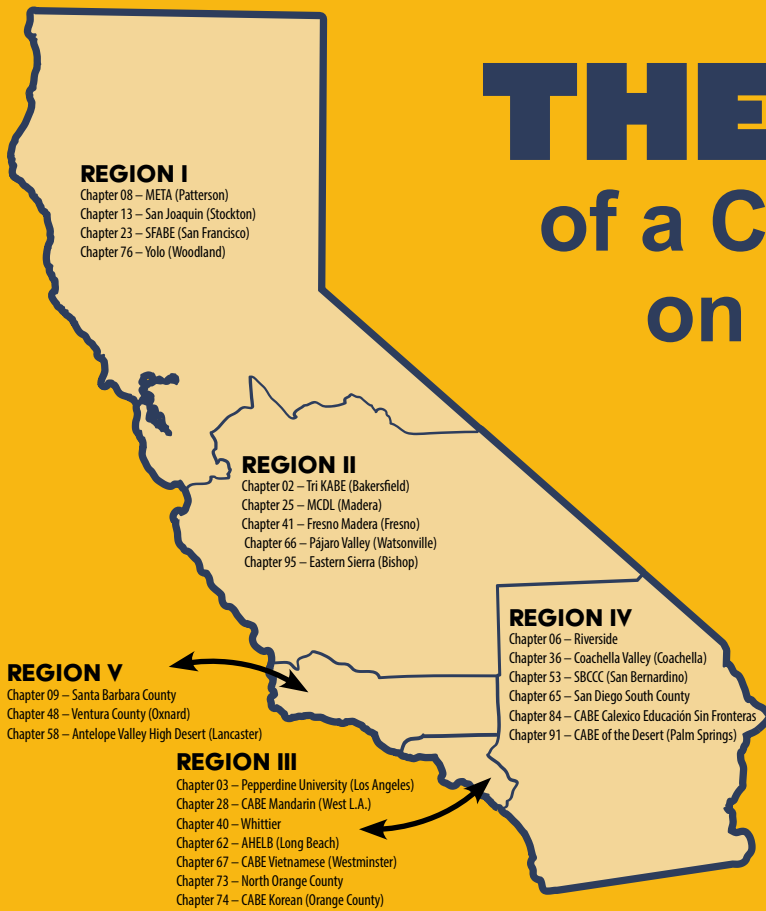 THE
of a C
on
REGION I
Chapter 08 – META (Patterson)
Chapter 13 – San Joaquin (Stockton)
Chapter 23 – SFABE (San Francisco)
Chapter 76 – Yolo (Woodland)
REGION II
Chapter 02 – Tri KABE (Bakersfield)
Chapter 25 – MCDL (Madera)
Chapter 41 – Fresno Madera (Fresno)
Chapter 66 – Pájaro Valley (Watsonville)
Chapter 95 – Eastern Sierra (Bishop)
REGION IV
Chapter 06 – Riverside
Chapter 36 – Coachella Valley (Coachella)
Chapter 53 – SBCCC (San Bernardino)
Chapter 65 – San Diego South County
Chapter 84 – CABE Calexico Educación Sin Fronteras
Chapter 91 – CABE of the Desert (Palm Springs)
REGION V
Chapter 09 – Santa Barbara County
Chapter 48 – Ventura County (Oxnard)
Chapter 58 – Antelope Valley High Desert (Lancaster)
REGION III
Chapter 03 – Pepperdine University (Los Angeles)
Chapter 28 – CABE Mandarin (West L.A.)
Chapter 40 – Whittier
Chapter 62 – AHELB (Long Beach)
Chapter 67 – CABE Vietnamese (Westminster)
Chapter 73 – North Orange County
Chapter 74 – CABE Korean (Orange County)